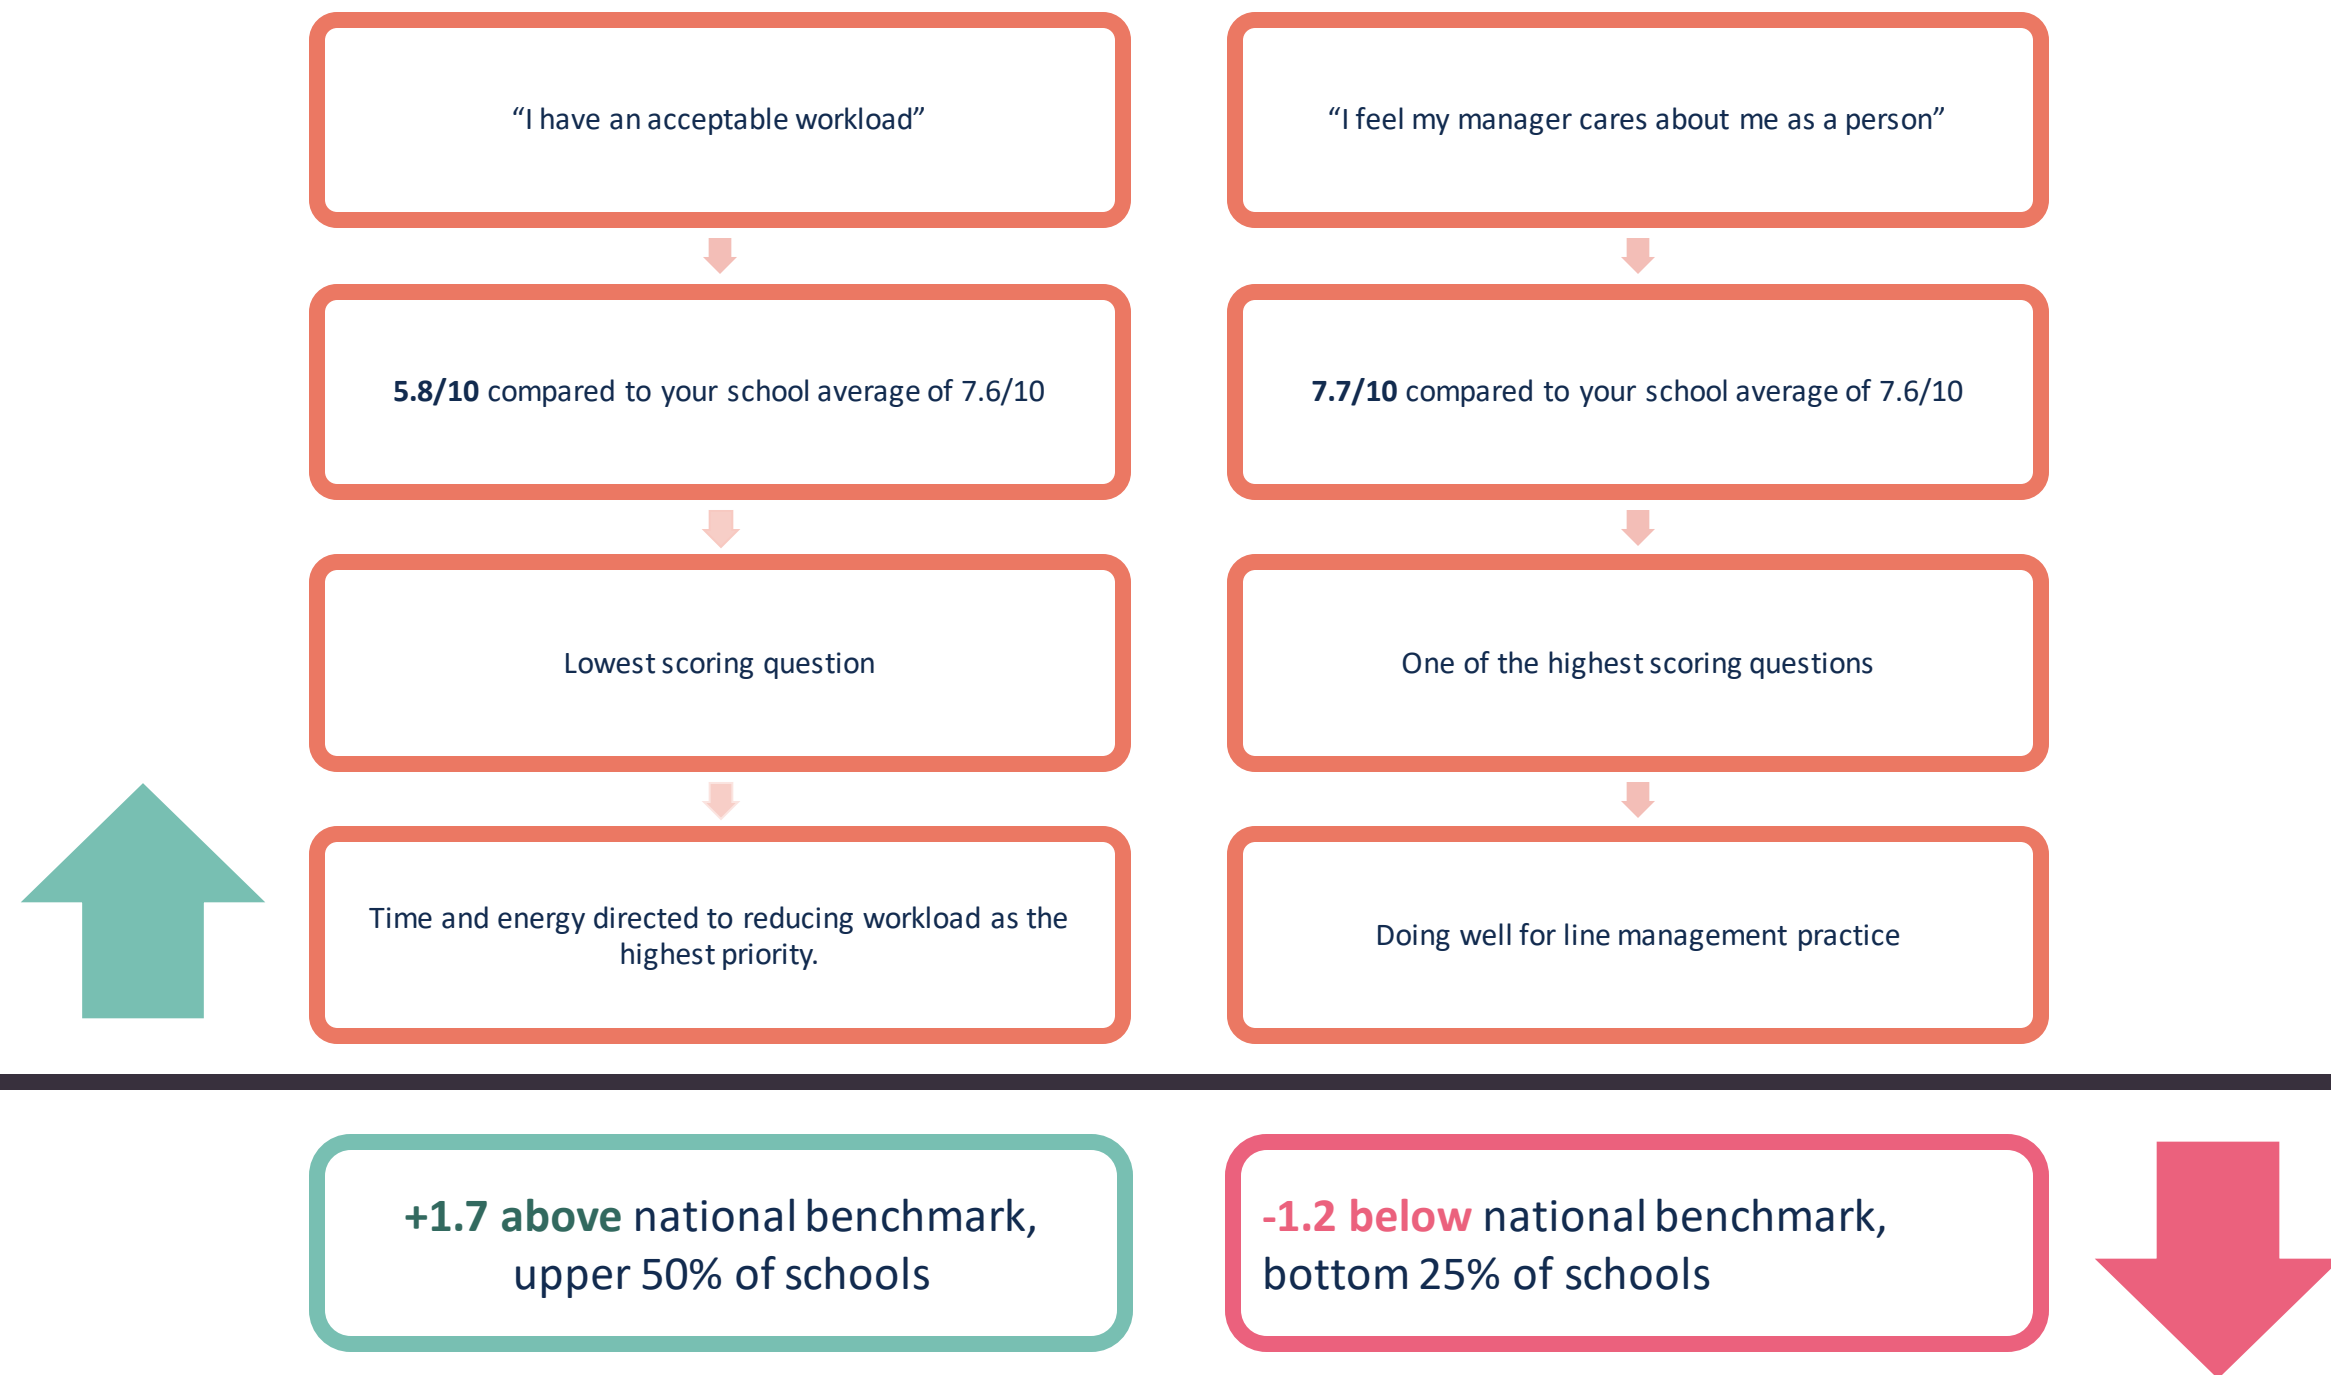 “I have an acceptable workload”
5.8/10 compared to your school average of 7.6/10
Lowest scoring question
Time and energy directed to reducing workload as the
highest priority.
+1.7 above national benchmark,
upper 50% of schools
“I feel my manager cares about me as a person”
7.7/10 compared to your school average of 7.6/10
One of the highest scoring questions
Doing well for line management practice
-1.2 below national benchmark,
bottom 25% of schools